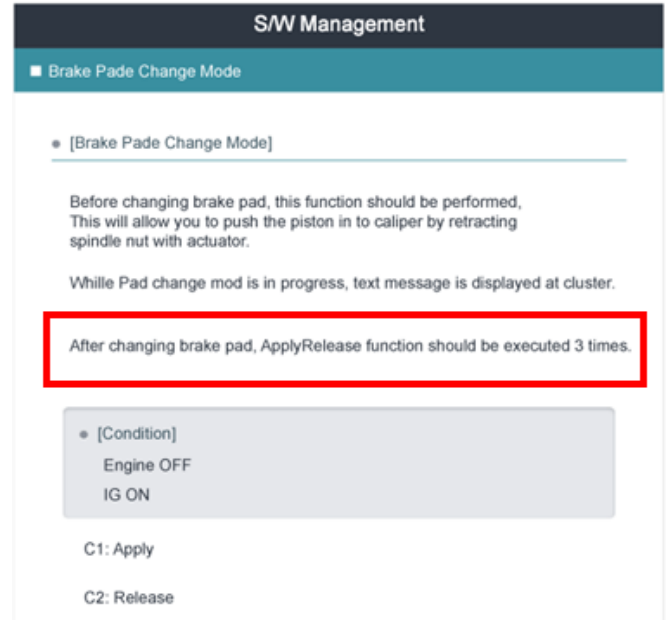 S/W Management
Brake Pade Change Mode
[Brake Pade Change Mode]
Before changing brake pad, this function should be performed,
This will allow you to push the piston in to caliper by retracting
spindle nut with actuator.
Whille Pad change mod is in progress, text message is displayed at cluster.
After changing brake pad, ApplyRelease function should be executed 3 times.
[Condition]
Engine OFF
IG ON
C1: Apply
C2: Release